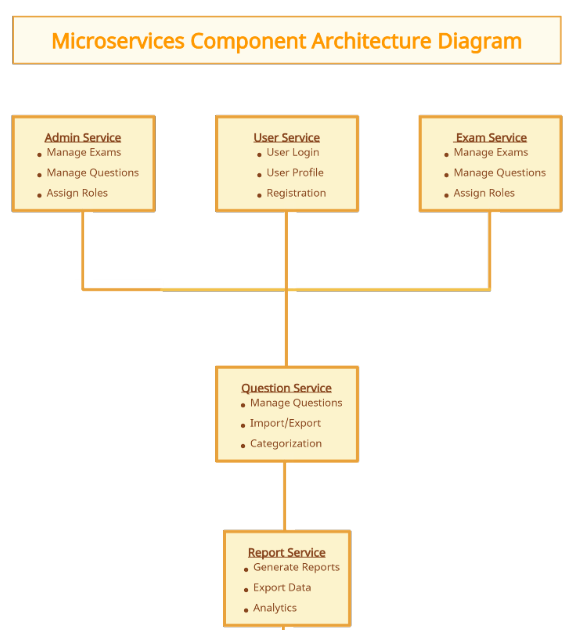 Microservices Component Architecture Diagram
Admin Service
• Manage Exams
• Manage Questions
• Assign Roles
User Service
• User Login
• User Profile
• Registration
Exam Service
• Manage Exams
• Manage Questions
• Assign Roles
Question Service
• Manage Questions
• Import/Export
• Categorization
Report Service
• Generate Reports
• Export Data
• Analytics